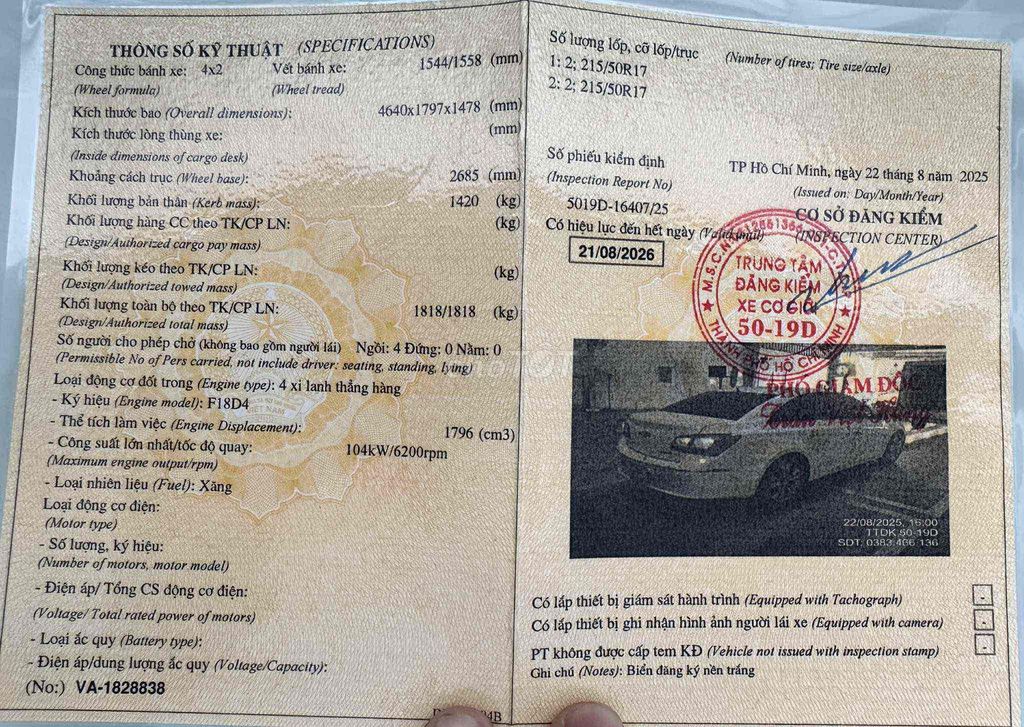 THÔNG SỐ KỸ THUẬT (SPECIFICATIONS)
Công thức bánh xe: 4x2 Vết bánh xe: 1544/1558 (mm)
(Wheel formula) (Wheel tread)
Kích thước bao (Overall dimensions): 4640x1797x1478 (mm)
Kích thước lòng thùng xe: (mm)
(Inside dimensions of cargo desk)
Khoảng cách trục (Wheel base): 2685 (mm)
Khối lượng bản thân (Kerb mass): 1420 (kg)
Khối lượng hàng CC theo TK/CP LN: (kg)
(Design/Authorized cargo pay mass)
Khối lượng kéo theo TK/CP LN: (kg)
(Design/Authorized towed mass)
Khối lượng toàn bộ theo TK/CP LN: 1818/1818 (kg)
(Design/Authorized total mass)
Số người cho phép chở (không bao gồm người lái) Ngồi: 4 Đứng: 0 Nằm: 0
(Permissible No of Pers carried, not include driver: seating, standing, lying)
Loại động cơ đốt trong (Engine type): 4 xi lanh thẳng hàng
- Ký hiệu (Engine model): F18D4
- Thể tích làm việc (Engine Displacement): 1796 (cm3)
- Công suất lớn nhất/tốc độ quay: 104kW/6200rpm
(Maximum engine output/rpm)
- Loại nhiên liệu (Fuel): Xăng
Loại động cơ điện:
(Motor type)
- Số lượng, ký hiệu:
(Number of motors, motor model)
- Điện áp/ Tổng CS động cơ điện:
(Voltage/ Total rated power of motors)
- Loại ắc quy (Battery type):
- Điện áp/dung lượng ắc quy (Voltage/Capacity):
(No:) VA-1828838
Số lượng lốp, cỡ lốp/trục (Number of tires; Tire size/axle)
1: 2; 215/50R17
2: 2; 215/50R17
Số phiếu kiểm định
(Inspection Report No)
5019D-16407/25
TP Hồ Chí Minh, ngày 22 tháng 8 năm 2025
(Issued on: Day/Month/Year)
CƠ SỞ ĐĂNG KIỂM
(INSPECTION CENTER)
Có hiệu lực đến hết ngày (Valid until)
21/08/2026
TRUNG TÂM
ĐĂNG KIỂM
XE CƠ GIỚI
50-19D
THÀNH PHỐ HỒ CHÍ MINH
PHÓ GIÁM ĐỐC
22/08/2025, 16:00
TTDK 50-19D
SDT: 0383.466.136
Có lắp thiết bị giám sát hành trình (Equipped with Tachograph) -
Có lắp thiết bị ghi nhận hình ảnh người lái xe (Equipped with camera) -
PT không được cấp tem KĐ (Vehicle not issued with inspection stamp) -
Ghi chú (Notes): Biển đăng ký nền trắng